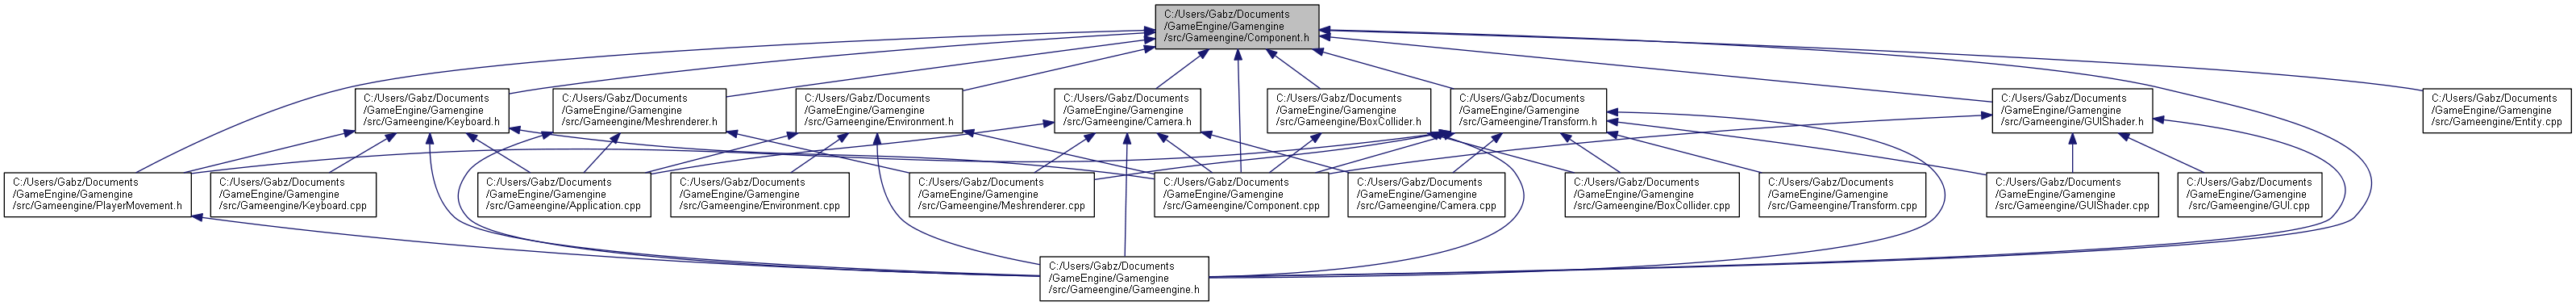 C:/Users/Gabz/Documents
/GameEngine/Gamengine
/src/Gameengine/Component.h
C:/Users/Gabz/Documents
/GameEngine/Gamengine
/src/Gameengine/Keyboard.h
C:/Users/Gabz/Documents
/GameEngine/Gamengine
/src/Gameengine/Meshrenderer.h
C:/Users/Gabz/Documents
/GameEngine/Gamengine
/src/Gameengine/Environment.h
C:/Users/Gabz/Documents
/GameEngine/Gamengine
/src/Gameengine/Camera.h
C:/Users/Gabz/Documents
/GameEngine/Gamengine
/src/Gameengine/BoxCollider.h
C:/Users/Gabz/Documents
/GameEngine/Gamengine
/src/Gameengine/Transform.h
C:/Users/Gabz/Documents
/GameEngine/Gamengine
/src/Gameengine/GUIShader.h
C:/Users/Gabz/Documents
/GameEngine/Gamengine
/src/Gameengine/Entity.cpp
C:/Users/Gabz/Documents
/GameEngine/Gamengine
/src/Gameengine/PlayerMovement.h
C:/Users/Gabz/Documents
/GameEngine/Gamengine
/src/Gameengine/Keyboard.cpp
C:/Users/Gabz/Documents
/GameEngine/Gamengine
/src/Gameengine/Application.cpp
C:/Users/Gabz/Documents
/GameEngine/Gamengine
/src/Gameengine/Environment.cpp
C:/Users/Gabz/Documents
/GameEngine/Gamengine
/src/Gameengine/Meshrenderer.cpp
C:/Users/Gabz/Documents
/GameEngine/Gamengine
/src/Gameengine/Component.cpp
C:/Users/Gabz/Documents
/GameEngine/Gamengine
/src/Gameengine/Camera.cpp
C:/Users/Gabz/Documents
/GameEngine/Gamengine
/src/Gameengine/BoxCollider.cpp
C:/Users/Gabz/Documents
/GameEngine/Gamengine
/src/Gameengine/Transform.cpp
C:/Users/Gabz/Documents
/GameEngine/Gamengine
/src/Gameengine/GUIShader.cpp
C:/Users/Gabz/Documents
/GameEngine/Gamengine
/src/Gameengine/GUI.cpp
C:/Users/Gabz/Documents
/GameEngine/Gamengine
/src/Gameengine/Gameengine.h